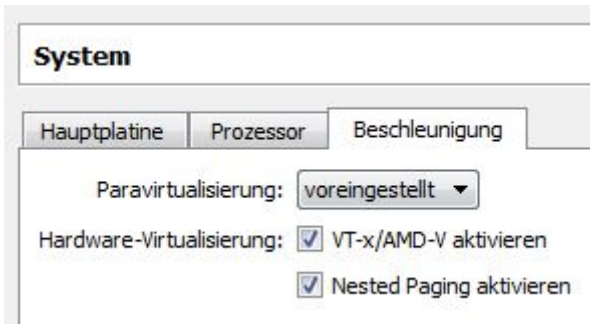 System
Hauptplatine Prozessor Beschleunigung
Paravirtualisierung: voreingestellt
Hardware-Virtualisierung: VT-x/AMD-V aktivieren
Nested Paging aktivieren